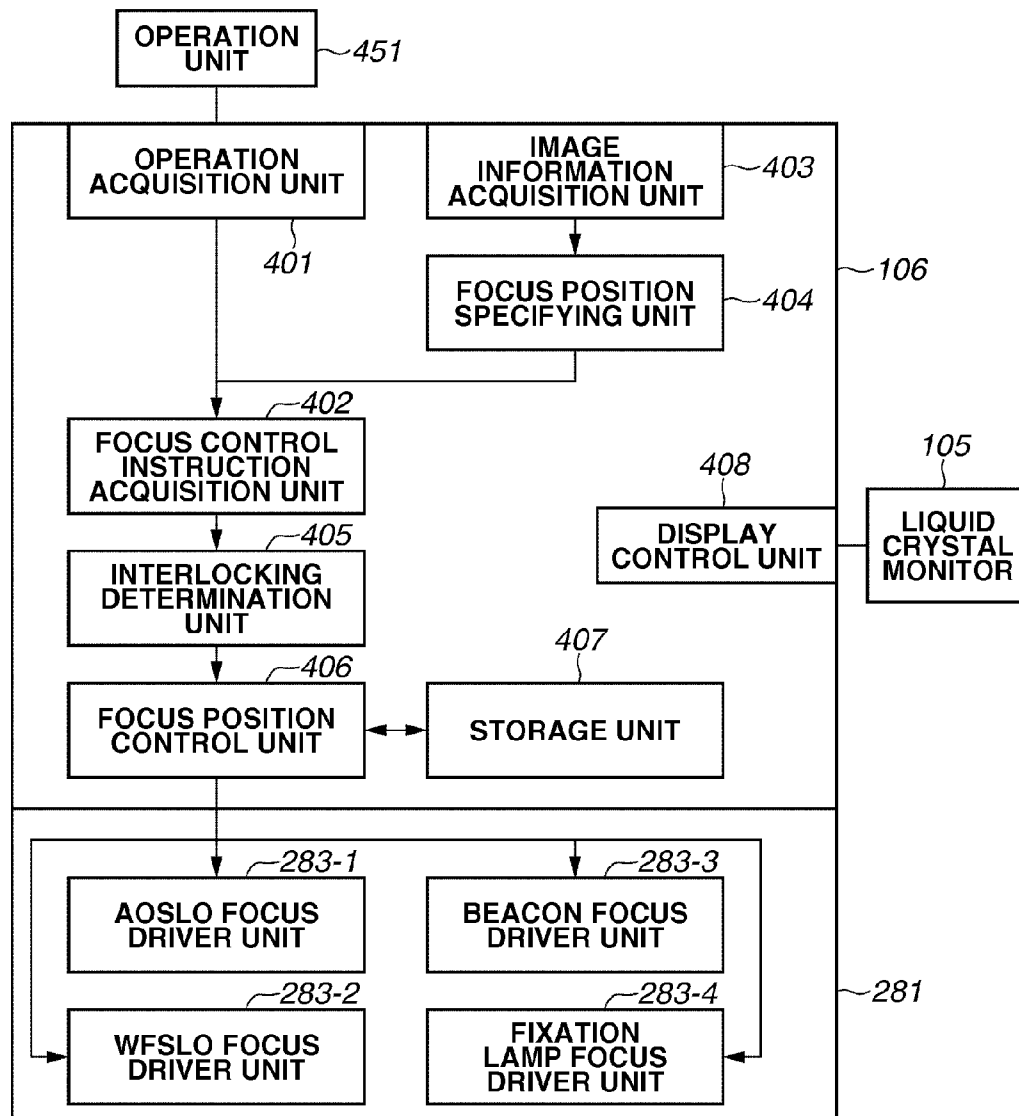 OPERATION
UNIT
451
OPERATION
ACQUISITION UNIT
401
IMAGE
INFORMATION
ACQUISITION UNIT
403
106
FOCUS POSITION
SPECIFYING UNIT
404
402
FOCUS CONTROL
INSTRUCTION
ACQUISITION UNIT
405
INTERLOCKING
DETERMINATION
UNIT
408
DISPLAY
CONTROL UNIT
105
LIQUID
CRYSTAL
MONITOR
406
FOCUS POSITION
CONTROL UNIT
407
STORAGE UNIT
283-1
AOSLO FOCUS
DRIVER UNIT
283-3
BEACON FOCUS
DRIVER UNIT
283-2
WFSLO FOCUS
DRIVER UNIT
283-4
FIXATION
LAMP FOCUS
DRIVER UNIT
281